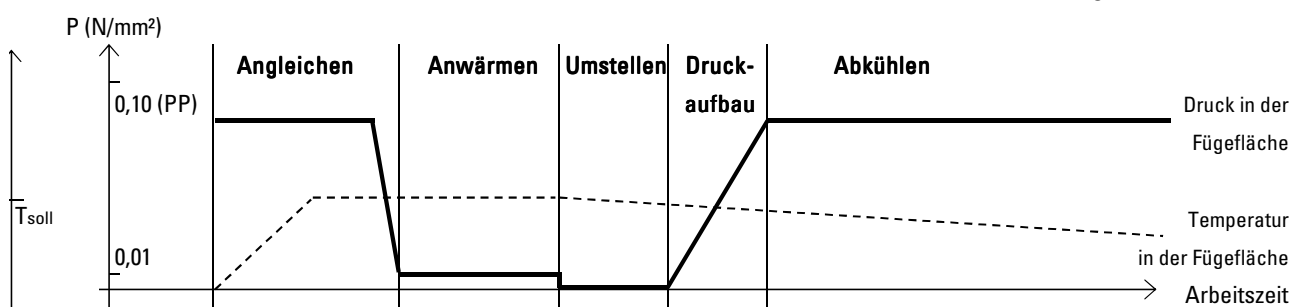 P (N/mm²)
Angleichen
Anwärmen
Umstellen
Druck-
aufbau
Abkühlen
0,10 (PP)
Druck in der
Fügefläche
Tsoll
Temperatur
in der Fügefläche
0,01
Arbeitszeit